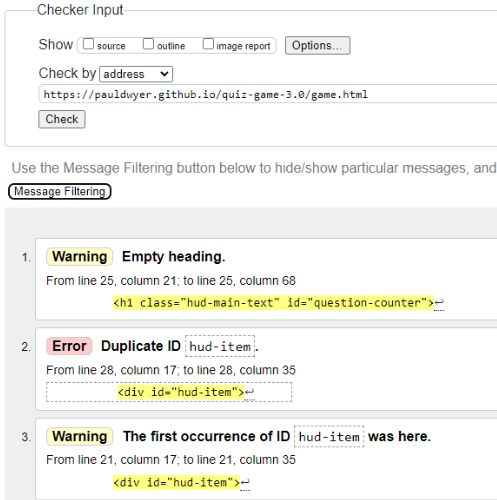 Checker Input
Show source outline image report Options...
Check by address
https://pauldwyer.github.io/quiz-game-3.0/game.html
Check
Use the Message Filtering button below to hide/show particular messages, and
Message Filtering
1. Warning Empty heading.
From line 25, column 21; to line 25, column 68
<h1 class="hud-main-text" id="question-counter">↩
2. Error Duplicate ID hud-item.
From line 28, column 17; to line 28, column 35
<div id="hud-item">↩
3. Warning The first occurrence of ID hud-item was here.
From line 21, column 17; to line 21, column 35
<div id="hud-item">↩